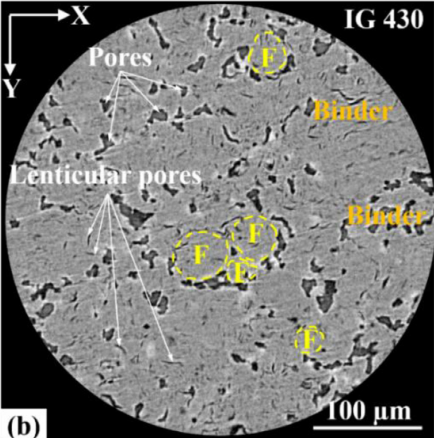 X
IG 430
Y
Pores
F
Binder
Lenticular pores
Binder
F
F
F
F
(b)
100 μm